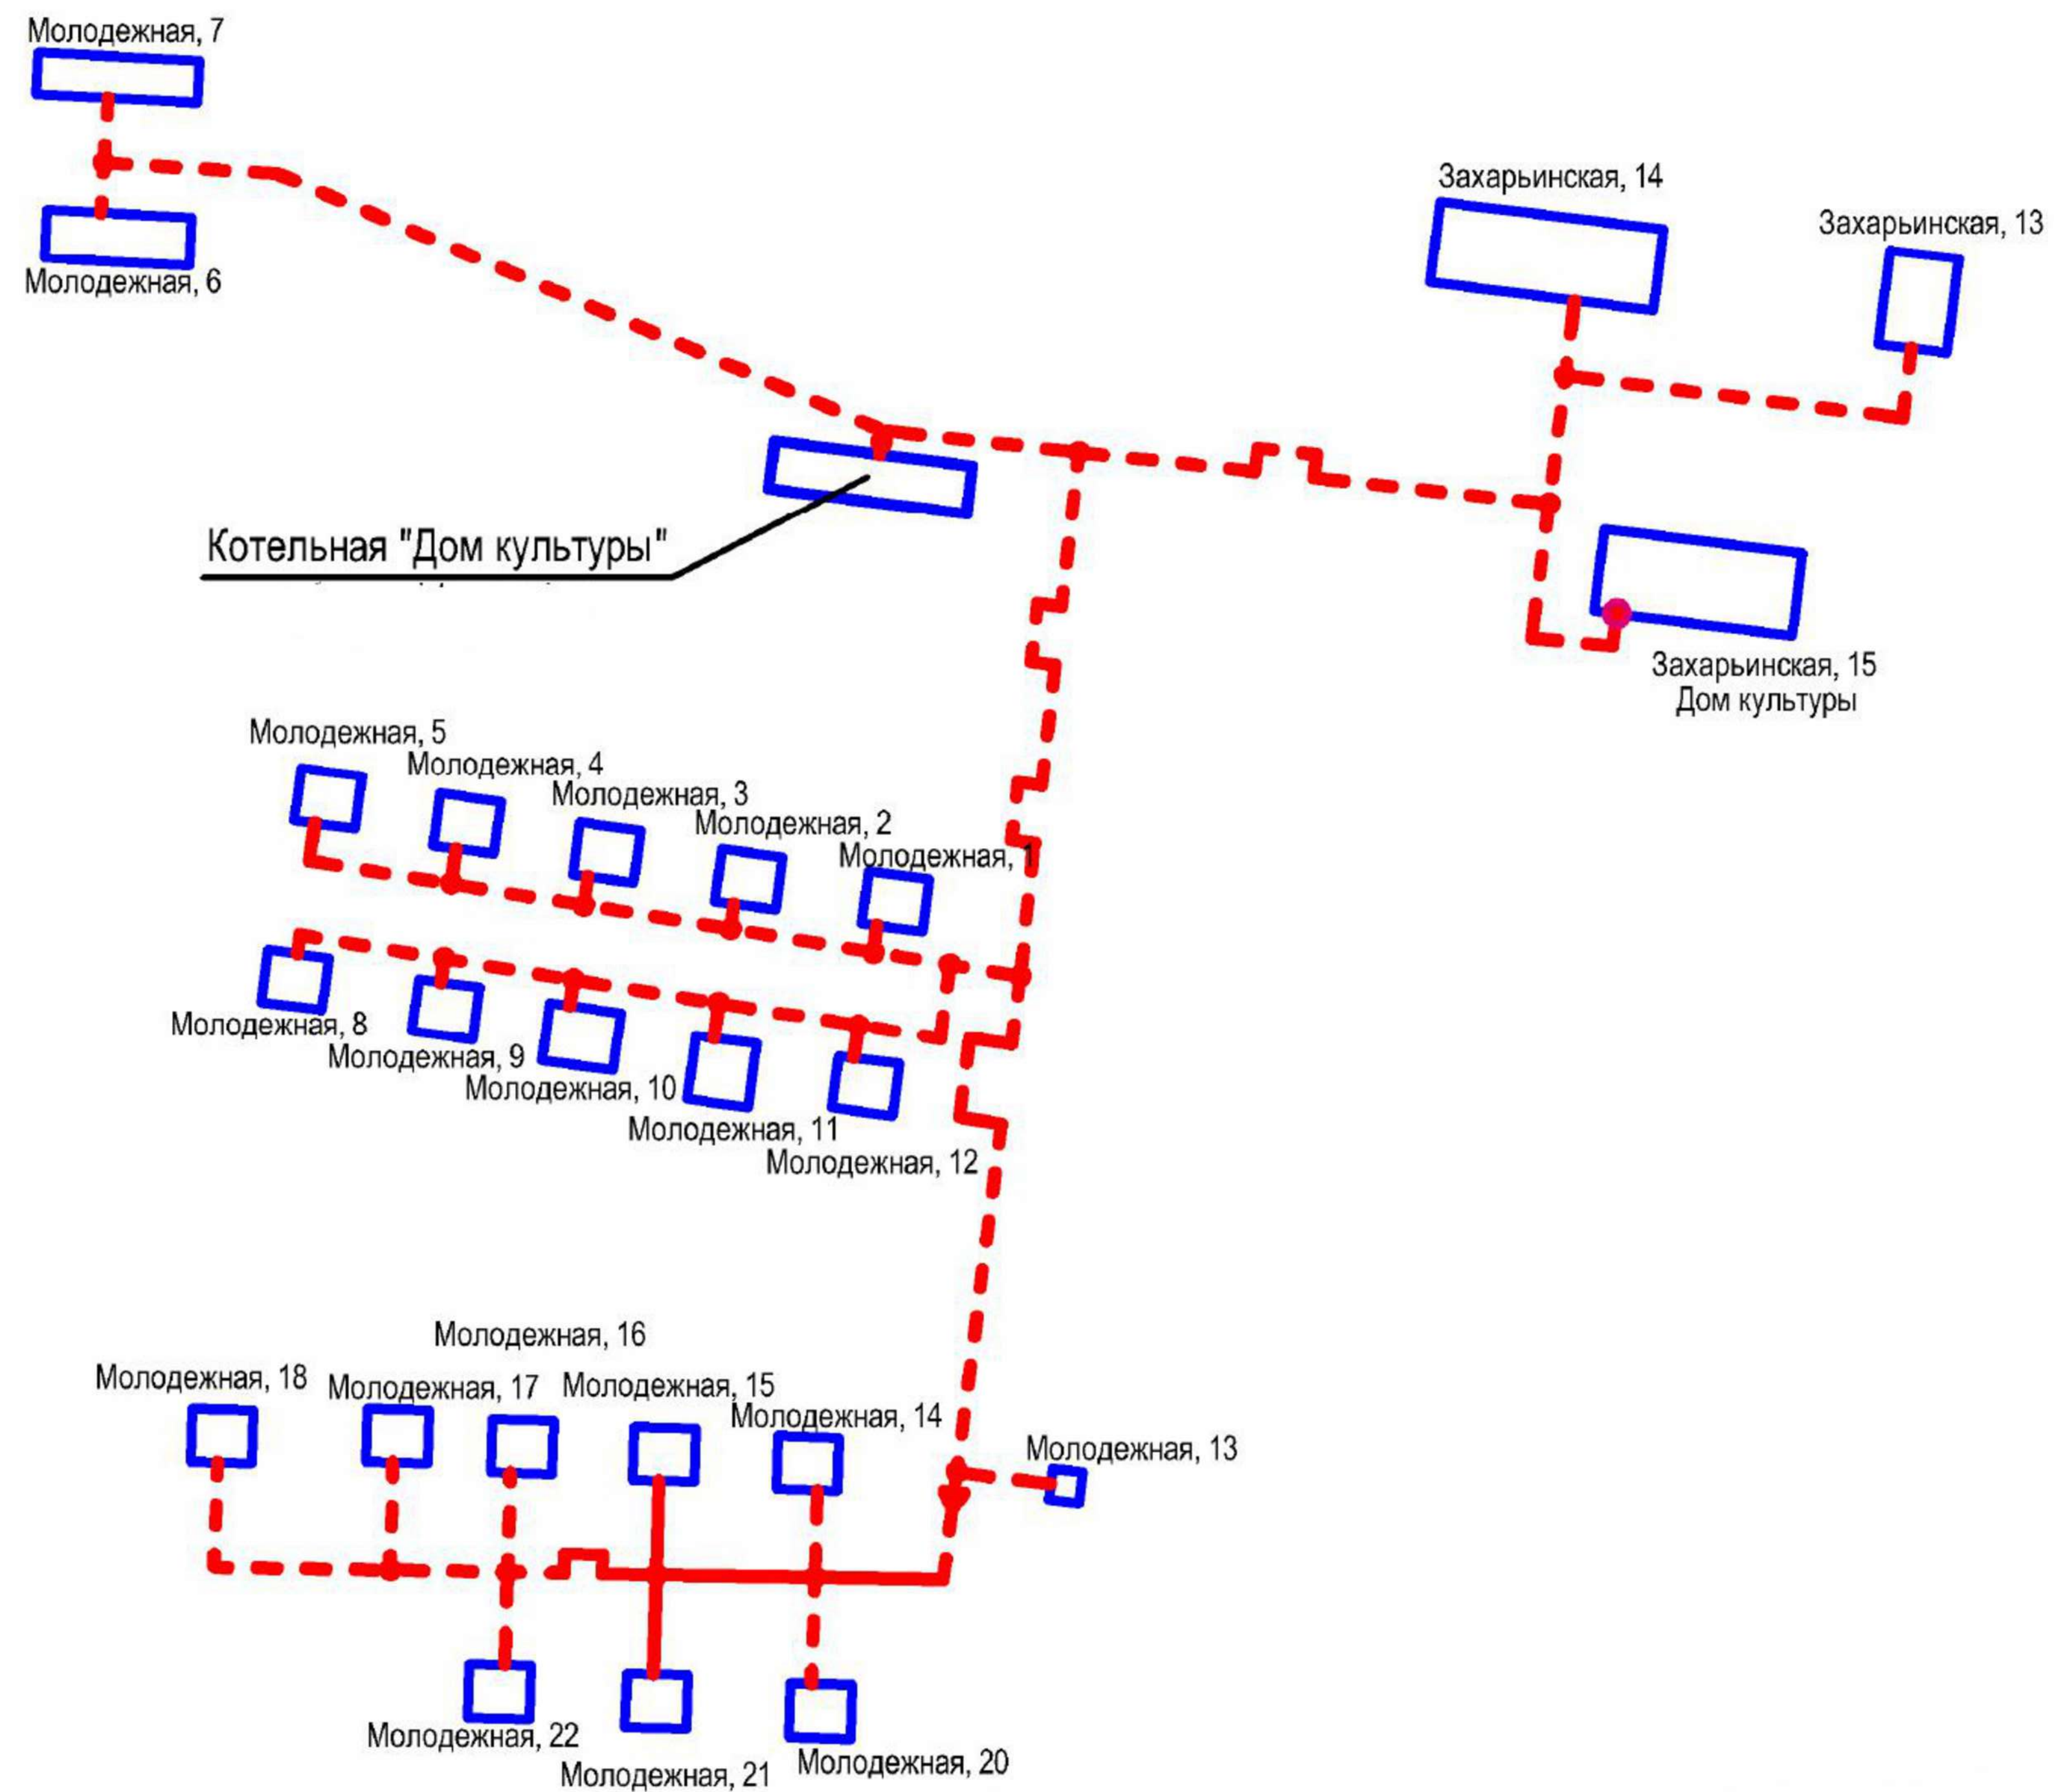 Молодежная, 7
Молодежная, 6
Захарьинская, 14
Захарьинская, 13
Котельная "Дом культуры"
Захарьинская, 15
Дом культуры
Молодежная, 5
Молодежная, 4
Молодежная, 3
Молодежная, 2
Молодежная, 1
Молодежная, 8
Молодежная, 9
Молодежная, 10
Молодежная, 11
Молодежная, 12
Молодежная, 16
Молодежная, 18
Молодежная, 17
Молодежная, 15
Молодежная, 14
Молодежная, 13
Молодежная, 22
Молодежная, 21
Молодежная, 20